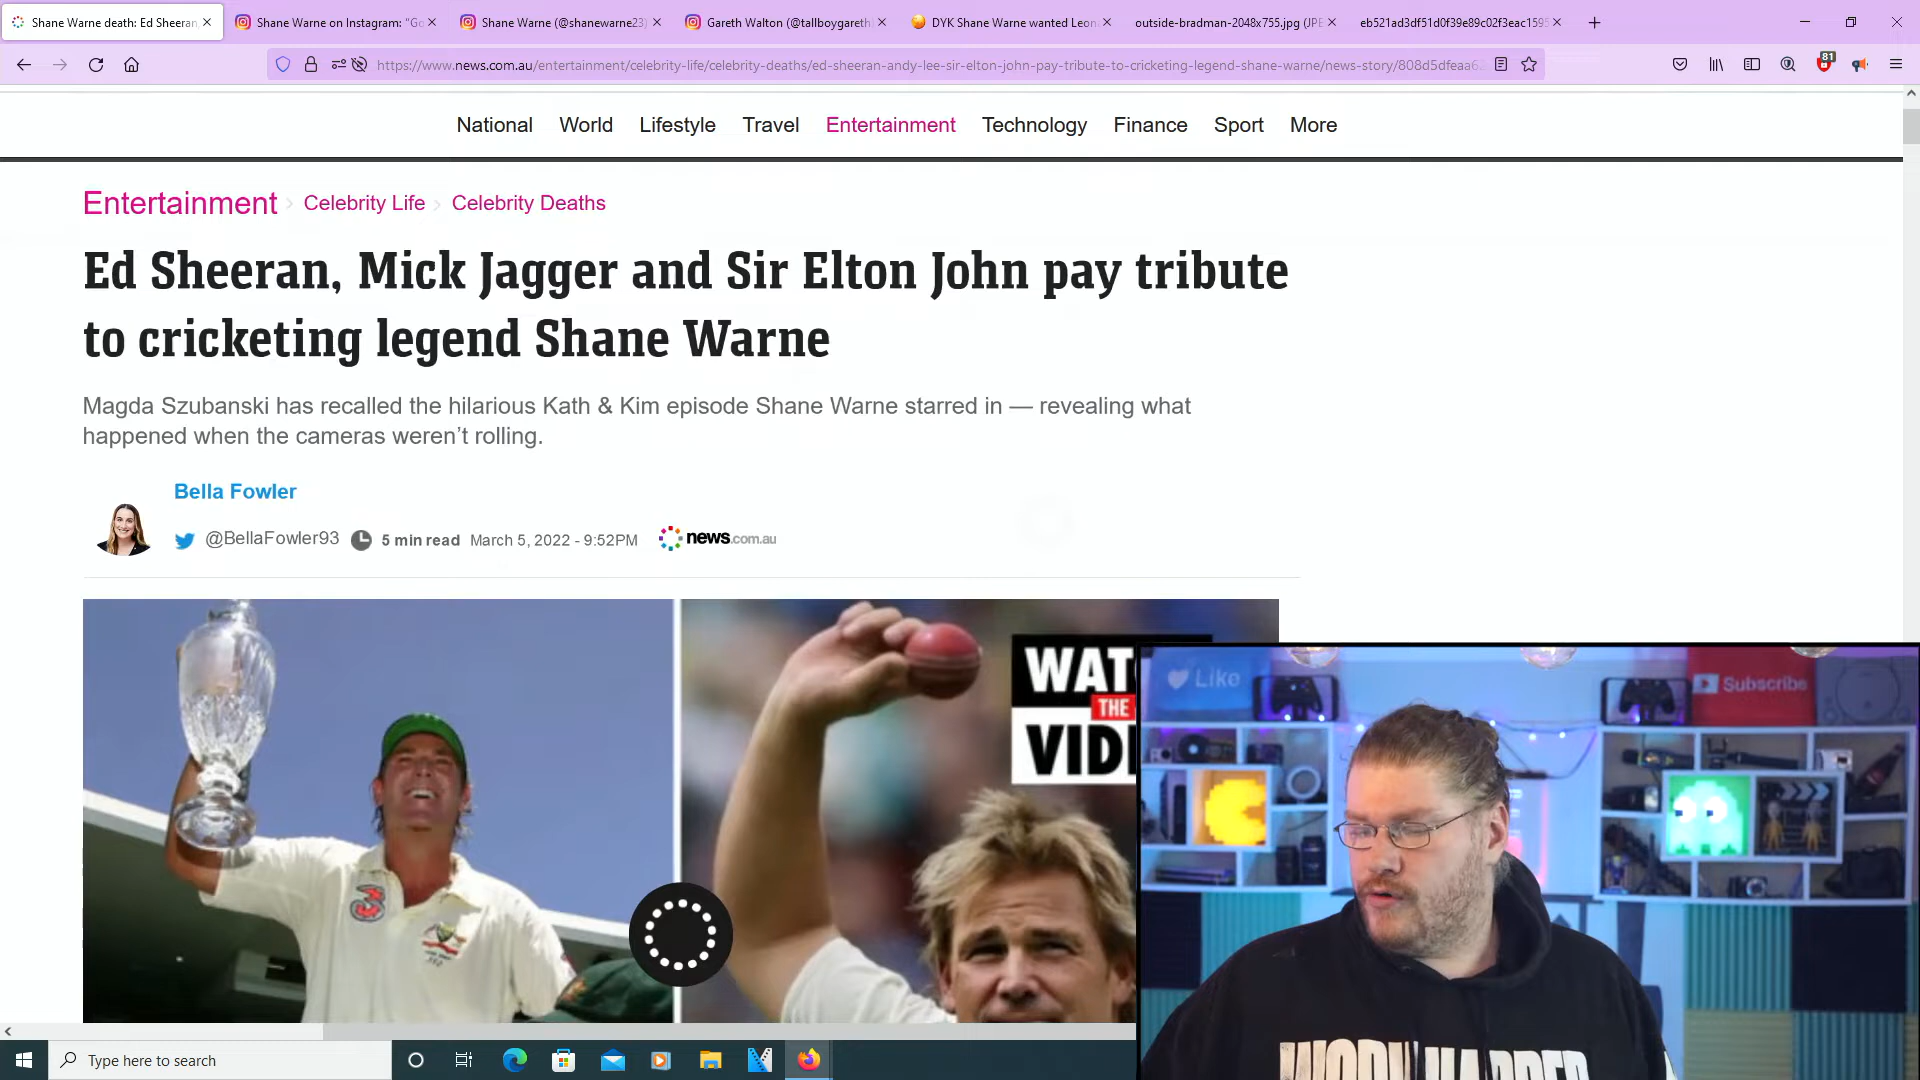 Shane Warne death: Ed Sheeran
Shane Warne on Instagram: "Go
Shane Warne (@shanewarne23)
Gareth Walton (@tallboygareth
DYK Shane Warne wanted Leon
outside-bradman-2048x755.jpg (JPE
eb521ad3df51d0f39e89c02f3eac1595
https://www.news.com.au/entertainment/celebrity-life/celebrity-deaths/ed-sheeran-andy-lee-sir-elton-john-pay-tribute-to-cricketing-legend-shane-warne/news-story/808d5dfeaa6
81
National World Lifestyle Travel Entertainment Technology Finance Sport More
Entertainment › Celebrity Life › Celebrity Deaths
Ed Sheeran, Mick Jagger and Sir Elton John pay tribute
to cricketing legend Shane Warne
Magda Szubanski has recalled the hilarious Kath & Kim episode Shane Warne starred in — revealing what
happened when the cameras weren't rolling.
Bella Fowler
@BellaFowler93 5 min read March 5, 2022 - 9:52PM news.com.au
3
WAT
THE
VID
Like
Subscribe
WORK HARDER
Type here to search